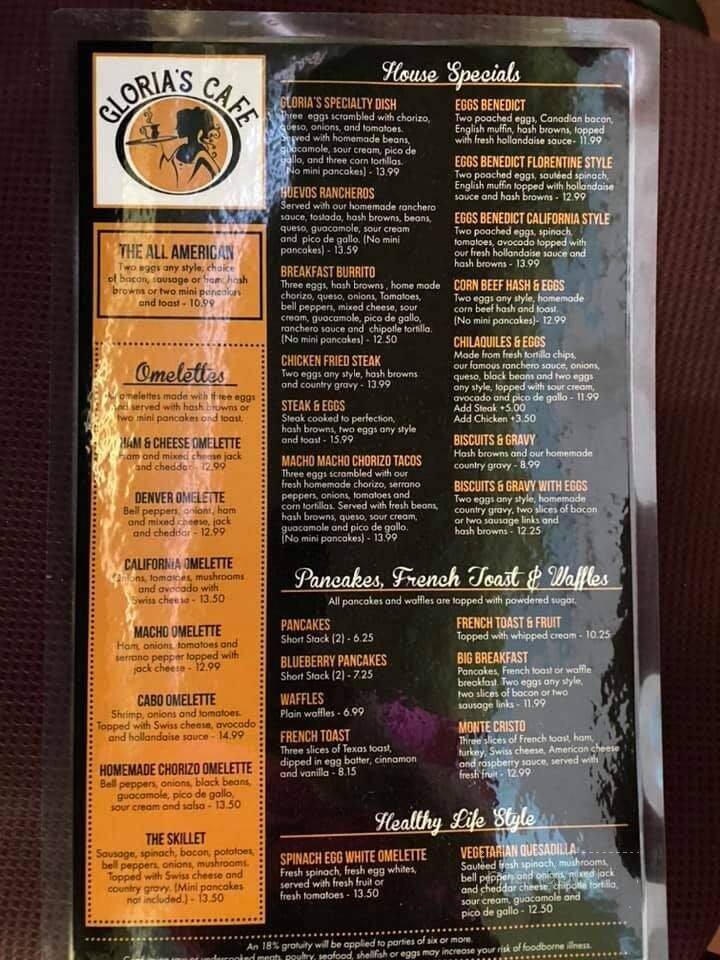 GLORIA'S CAFE
THE ALL AMERICAN
Two eggs any style, choice
of bacon, sausage or ham, hash
browns or two mini pancakes
and toast - 10.99
Omelettes
omelettes made with three eggs
and served with hash browns or
two mini pancakes and toast.
HAM & CHEESE OMELETTE
Ham and mixed cheese jack
and cheddar - 12.99
DENVER OMELETTE
Bell peppers, onions, ham
and mixed cheese, jack
and cheddar - 12.99
CALIFORNIA OMELETTE
Onions, tomatoes, mushrooms
and avocado with
Swiss cheese - 13.50
MACHO OMELETTE
Ham, onions, tomatoes and
serrano pepper topped with
jack cheese - 12.99
CABO OMELETTE
Shrimp, onions and tomatoes.
Topped with Swiss cheese, avocado
and hollandaise sauce - 14.99
HOMEMADE CHORIZO OMELETTE
Bell peppers, onions, black beans,
guacamole, pico de gallo,
sour cream and salsa - 13.50
THE SKILLET
Sausage, spinach, bacon, potatoes,
bell peppers, onions, mushrooms.
Topped with Swiss cheese and
country gravy. (Mini pancakes
not included.) - 13.50
House Specials
GLORIA'S SPECIALTY DISH
Three eggs scrambled with chorizo,
queso, onions, and tomatoes.
Served with homemade beans,
guacamole, sour cream, pico de
gallo, and three corn tortillas.
(No mini pancakes) - 13.99
HUEVOS RANCHEROS
Served with our homemade ranchero
sauce, tostada, hash browns, beans,
queso, guacamole, sour cream
and pico de gallo. (No mini
pancakes) - 13.59
BREAKFAST BURRITO
Three eggs, hash browns , home made
chorizo, queso, onions, Tomatoes,
bell peppers, mixed cheese, sour
cream, guacamole, pico de gallo,
ranchero sauce and chipotle tortilla.
(No mini pancakes) - 12.50
CHICKEN FRIED STEAK
Two eggs any style, hash browns
and country gravy - 13.99
STEAK & EGGS
Steak cooked to perfection,
hash browns, two eggs any style
and toast - 15.99
MACHO MACHO CHORIZO TACOS
Three eggs scrambled with our
fresh homemade chorizo, serrano
peppers, onions, tomatoes and
corn tortillas. Served with fresh beans,
hash browns, queso, sour cream,
guacamole and pico de gallo.
(No mini pancakes) - 13.99
EGGS BENEDICT
Two poached eggs, Canadian bacon,
English muffin, hash browns, topped
with fresh hollandaise sauce- 11.99
EGGS BENEDICT FLORENTINE STYLE
Two poached eggs, sautéed spinach,
English muffin topped with hollandaise
sauce and hash browns - 12.99
EGGS BENEDICT CALIFORNIA STYLE
Two poached eggs, spinach,
tomatoes, avocado topped with
our fresh hollandaise sauce and
hash browns - 13.99
CORN BEEF HASH & EGGS
Two eggs any style, homemade
corn beef hash and toast.
(No mini pancakes)- 12.99
CHILAQUILES & EGGS
Made from fresh tortilla chips,
our famous ranchero sauce, onions,
queso, black beans and two eggs
any style, topped with sour cream,
avocado and pico de gallo - 11.99
Add Steak +5.00
Add Chicken +3.50
BISCUITS & GRAVY
Hash browns and our homemade
country gravy - 8.99
BISCUITS & GRAVY WITH EGGS
Two eggs any style, homemade
country gravy, two slices of bacon
or two sausage links and
hash browns - 12.25
Pancakes, French Toast & Waffles
All pancakes and waffles are topped with powdered sugar.
PANCAKES
Short Stack (2) - 6.25
BLUEBERRY PANCAKES
Short Stack (2) - 7.25
WAFFLES
Plain waffles - 6.99
FRENCH TOAST
Three slices of Texas toast,
dipped in egg batter, cinnamon
and vanilla - 8.15
FRENCH TOAST & FRUIT
Topped with whipped cream - 10.25
BIG BREAKFAST
Pancakes, French toast or waffle
breakfast. Two eggs any style,
two slices of bacon or two
sausage links - 11.99
MONTE CRISTO
Three slices of French toast, ham,
turkey, Swiss cheese, American cheese
and raspberry sauce, served with
fresh fruit - 12.99
Healthy Life Style
SPINACH EGG WHITE OMELETTE
Fresh spinach, fresh egg whites,
served with fresh fruit or
fresh tomatoes - 13.50
VEGETARIAN QUESADILLA
Sautéed fresh spinach, mushrooms,
bell peppers and onions, mixed jack
and cheddar cheese, chipotle tortilla,
sour cream, guacamole and
pico de gallo - 12.50
An 18% gratuity will be applied to parties of six or more.
raw or undercooked meats, poultry, seafood, shellfish or eggs may increase your risk of foodborne illness.